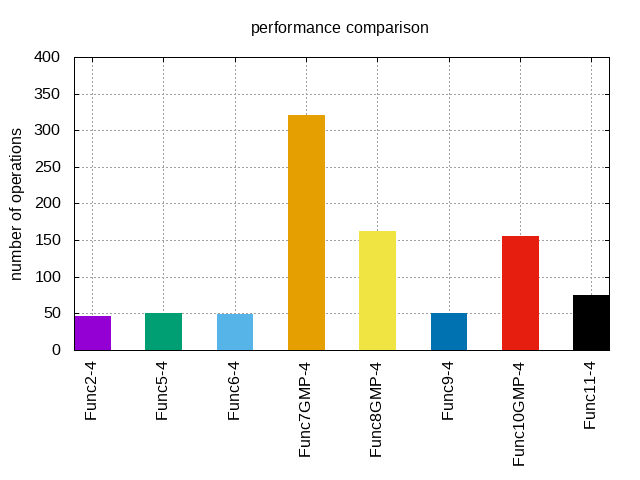 performance comparison
number of operations
400
350
300
250
200
150
100
50
0
Func2-4
Func5-4
Func6-4
Func7GMP-4
Func8GMP-4
Func9-4
Func10GMP-4
Func11-4